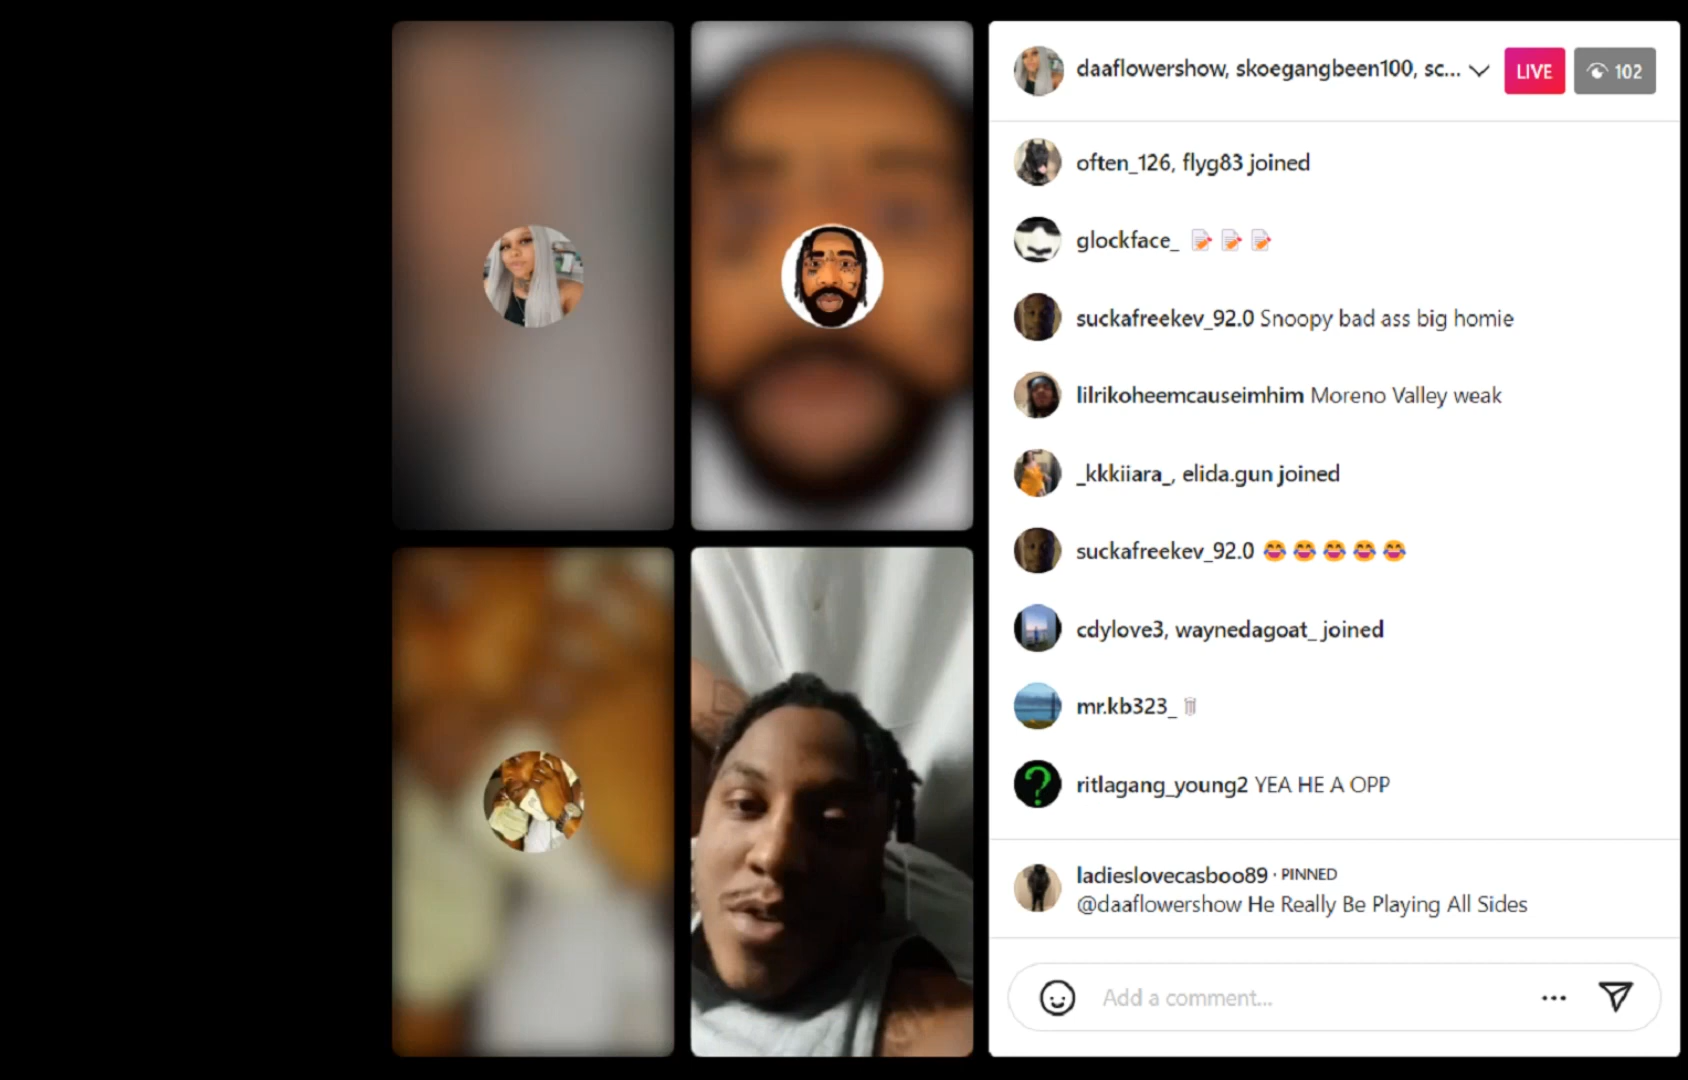 daaflowershow, skoegangbeen100, sc...
LIVE
102
often_126, flyg83 joined
glockface_ 📝 📝 📝
suckafreekev_92.0 Snoopy bad ass big homie
lilrikoheemcauseimhim Moreno Valley weak
_kkkiiara_, elida.gun joined
suckafreekev_92.0 😂 😂 😂 😂 😂
cdylove3, waynedagoat_ joined
mr.kb323_ 🗑
ritlagang_young2 YEA HE A OPP
ladieslovecasboo89 · PINNED
@daaflowershow He Really Be Playing All Sides
Add a comment...